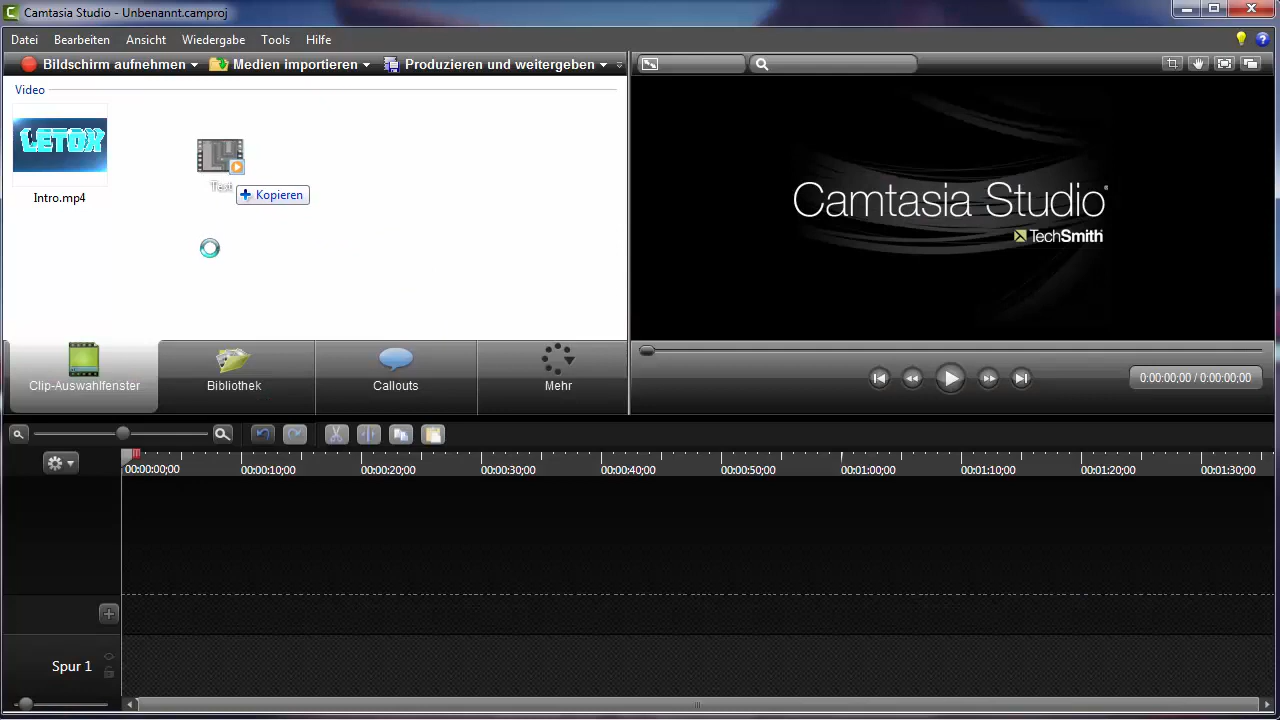 Camtasia Studio - Unbenannt.camproj
Datei Bearbeiten Ansicht Wiedergabe Tools Hilfe
Bildschirm aufnehmen Medien importieren Produzieren und weitergeben
Video
LETOX
Intro.mp4
Kopieren
Camtasia Studio®
TechSmith
Clip-Auswahlfenster Bibliothek Callouts Mehr
0:00:00;00 / 0:00:00;00
00:00:00;00 00:00:10;00 00:00:20;00 00:00:30;00 00:00:40;00 00:00:50;00 00:01:00;00 00:01:10;00 00:01:20;00 00:01:30;00
Spur 1